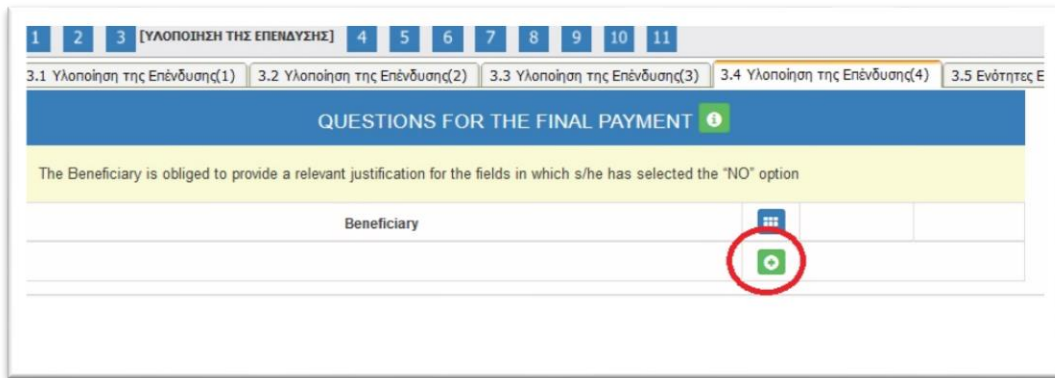 1 2 3 [ΥΛΟΠΟΙΗΣΗ ΤΗΣ ΕΠΕΝΔΥΣΗΣ] 4 5 6 7 8 9 10 11
3.1 Υλοποίηση της Επένδυσης(1) 3.2 Υλοποίηση της Επένδυσης(2) 3.3 Υλοποίηση της Επένδυσης(3) 3.4 Υλοποίηση της Επένδυσης(4) 3.5 Ενότητες Ε
QUESTIONS FOR THE FINAL PAYMENT
The Beneficiary is obliged to provide a relevant justification for the fields in which s/he has selected the “NO” option
Beneficiary